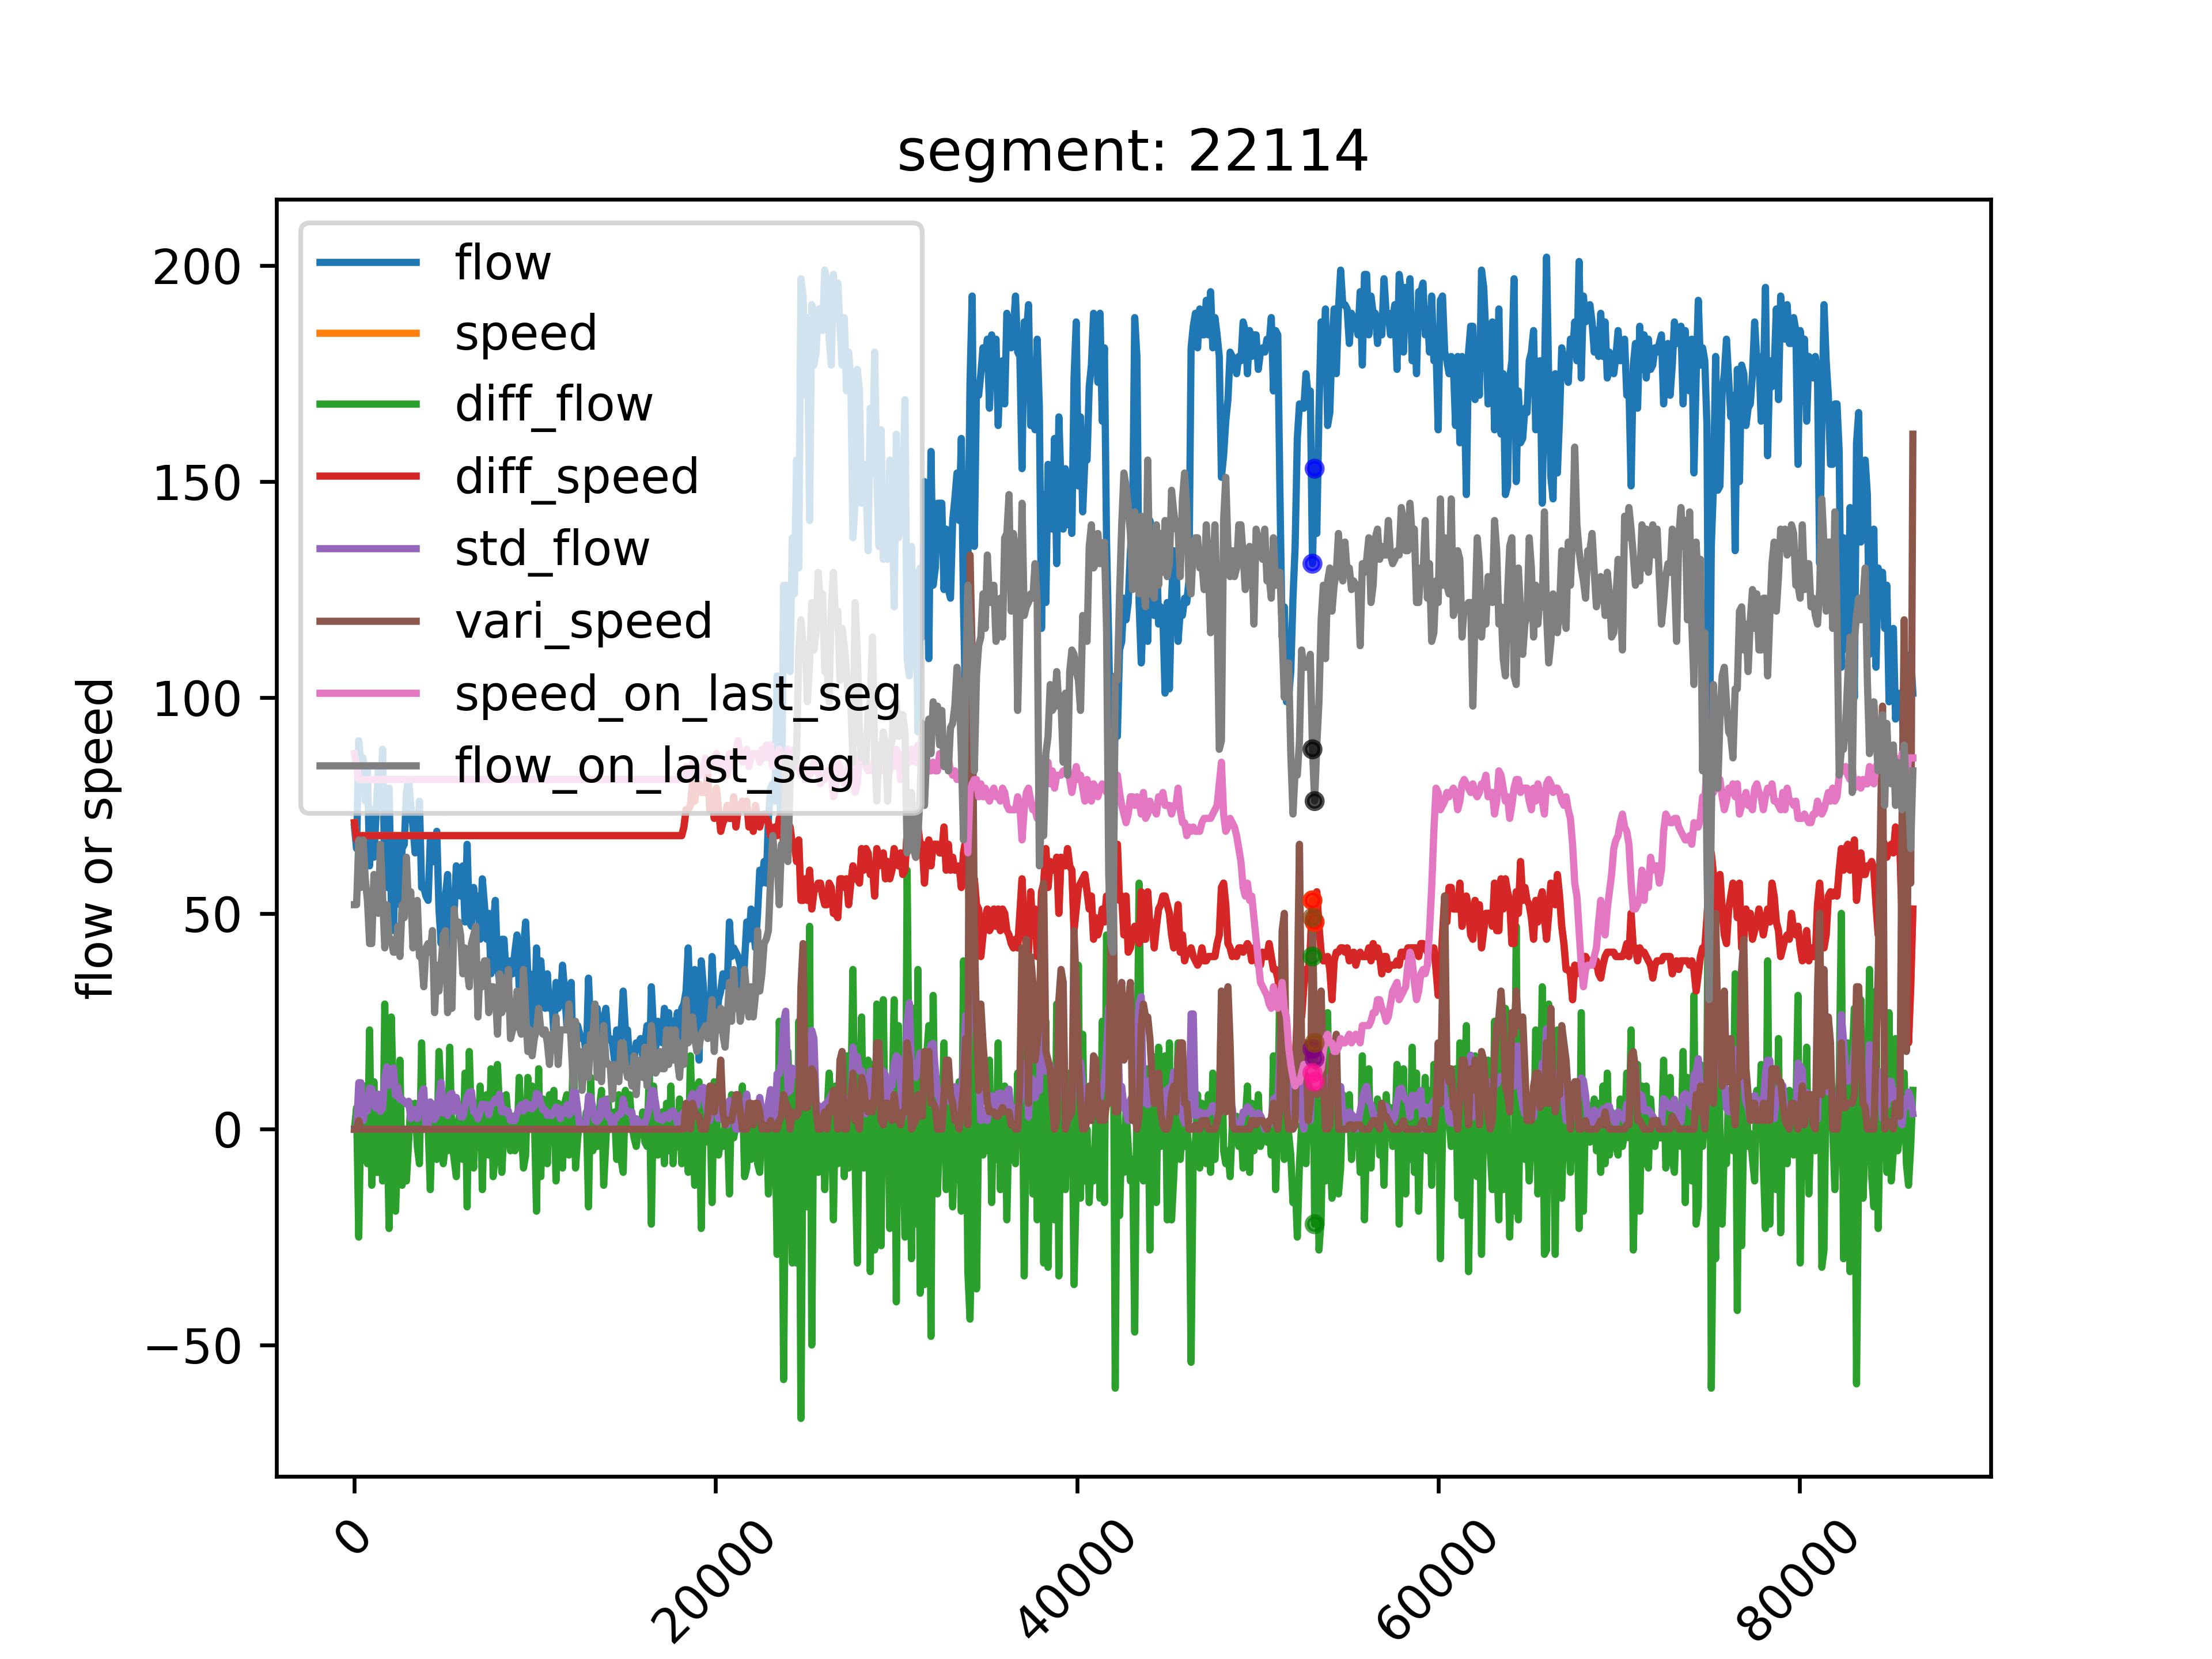 segment: 22114
flow or speed
200
150
100
50
0
−50
flow
speed
diff_flow
diff_speed
std_flow
vari_speed
speed_on_last_seg
flow_on_last_seg
0
20000
40000
60000
80000